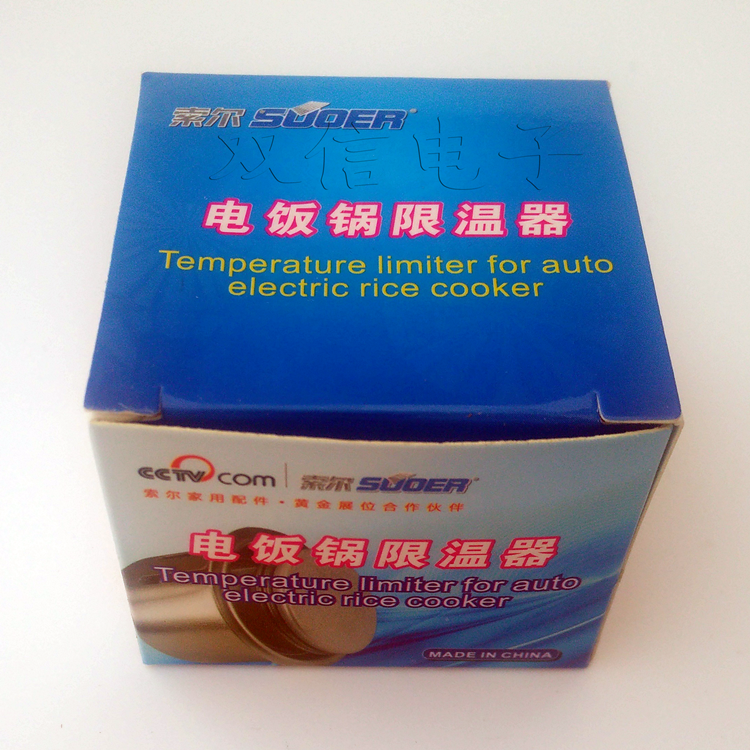 索尔 SUOER®
双信电子
电饭锅限温器
Temperature limiter for auto
electric rice cooker
CCTV.com 索尔 SUOER®
索尔家用配件·黄金展位合作伙伴
电饭锅限温器
Temperature limiter for auto
electric rice cooker
MADE IN CHINA